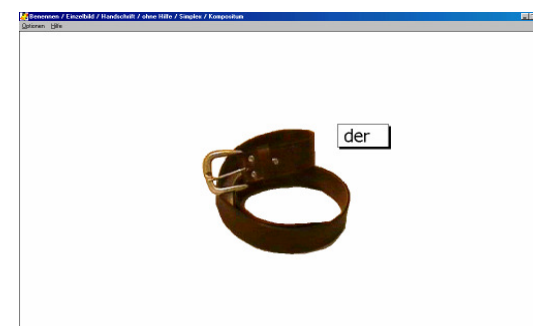 Benennen / Einzelbild / Handschrift / ohne Hilfe / Simplex / Kompositum
Optionen Hilfe
der